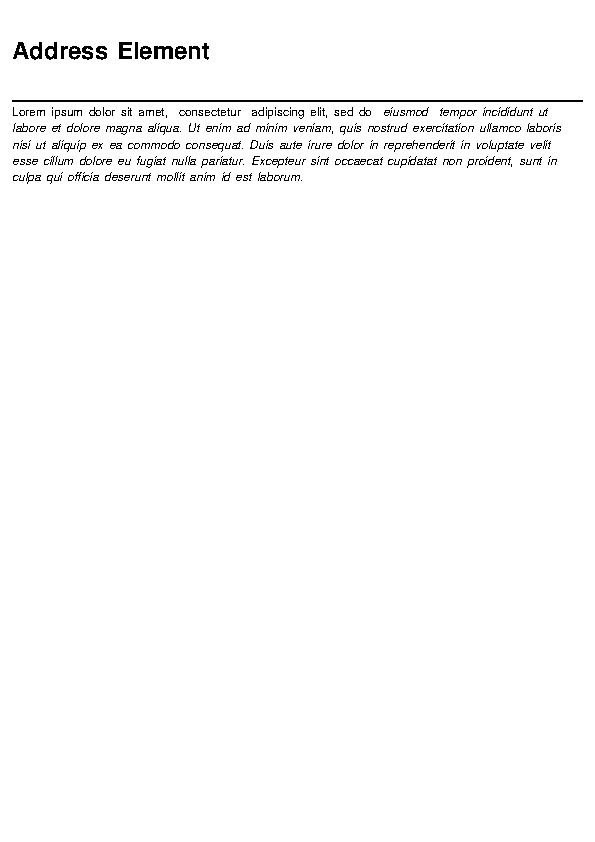 Address Element
Lorem ipsum dolor sit amet, consectetur adipiscing elit, sed do eiusmod tempor incididunt ut
labore et dolore magna aliqua. Ut enim ad minim veniam, quis nostrud exercitation ullamco laboris
nisi ut aliquip ex ea commodo consequat. Duis aute irure dolor in reprehenderit in voluptate velit
esse cillum dolore eu fugiat nulla pariatur. Excepteur sint occaecat cupidatat non proident, sunt in
culpa qui officia deserunt mollit anim id est laborum.